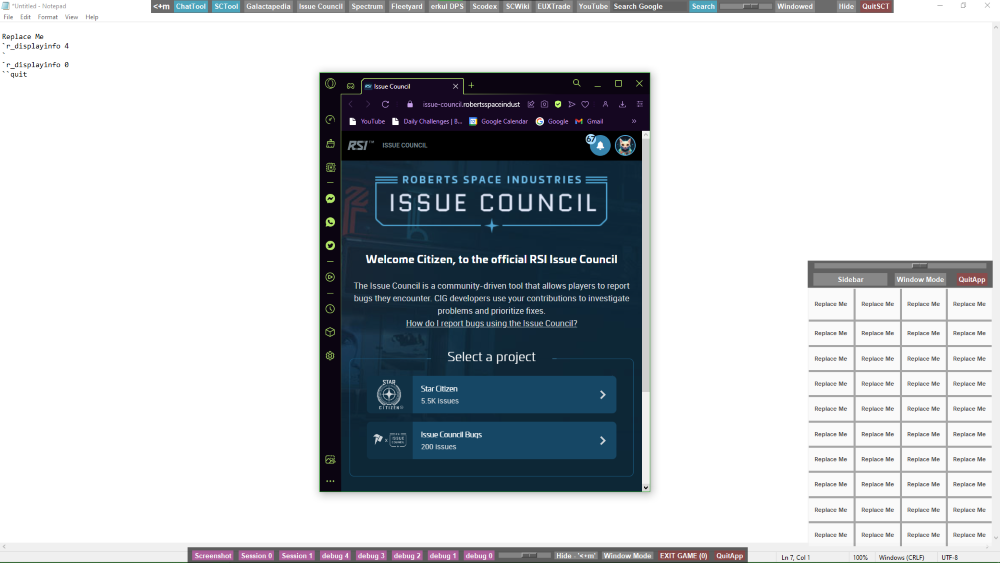 *Untitled - Notepad
<+m ChatTool SCTool Galactapedia Issue Council Spectrum Fleetyard erkul DPS Scodex SCWiki EUXTrade YouTube Search Google Search Windowed Hide QuitSCT
File Edit Format View Help
Replace Me
`r_displayinfo 4
`
`r_displayinfo 0
``quit
Issue Council
issue-council.robertsspaceindust
YouTube Daily Challenges | B... Google Calendar Google Gmail »
RSI™ ISSUE COUNCIL 67
ROBERTS SPACE INDUSTRIES
ISSUE COUNCIL
Welcome Citizen, to the official RSI Issue Council
The Issue Council is a community-driven tool that allows players to report
bugs they encounter. CIG developers use your contributions to investigate
problems and prioritize fixes.
How do I report bugs using the Issue Council?
Select a project
STAR CITIZEN
Star Citizen
5.5K issues
Issue Council Bugs
200 issues
Sidebar Window Mode QuitApp
Replace Me Replace Me Replace Me Replace Me
Replace Me Replace Me Replace Me Replace Me
Replace Me Replace Me Replace Me Replace Me
Replace Me Replace Me Replace Me Replace Me
Replace Me Replace Me Replace Me Replace Me
Replace Me Replace Me Replace Me Replace Me
Replace Me Replace Me Replace Me Replace Me
Replace Me Replace Me Replace Me Replace Me
Replace Me Replace Me Replace Me Replace Me
Replace Me Replace Me Replace Me Replace Me
Screenshot Session 0 Session 1 debug 4 debug 3 debug 2 debug 1 debug 0 Hide : '<+m' Window Mode EXIT GAME (0) QuitApp
Ln 7, Col 1 100% Windows (CRLF) UTF-8